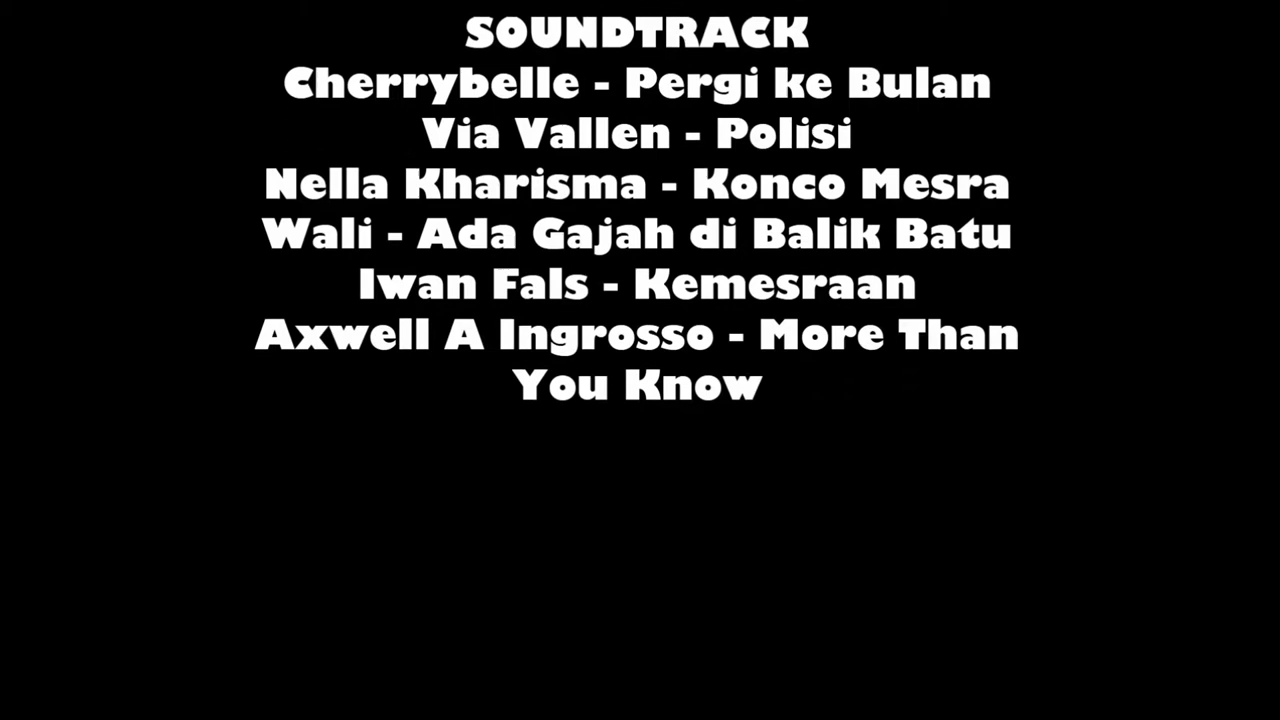 SOUNDTRACK
Cherrybelle - Pergi ke Bulan
Via Vallen - Polisi
Nella Kharisma - Konco Mesra
Wali - Ada Gajah di Balik Batu
Iwan Fals - Kemesraan
Axwell A Ingrosso - More Than
You Know